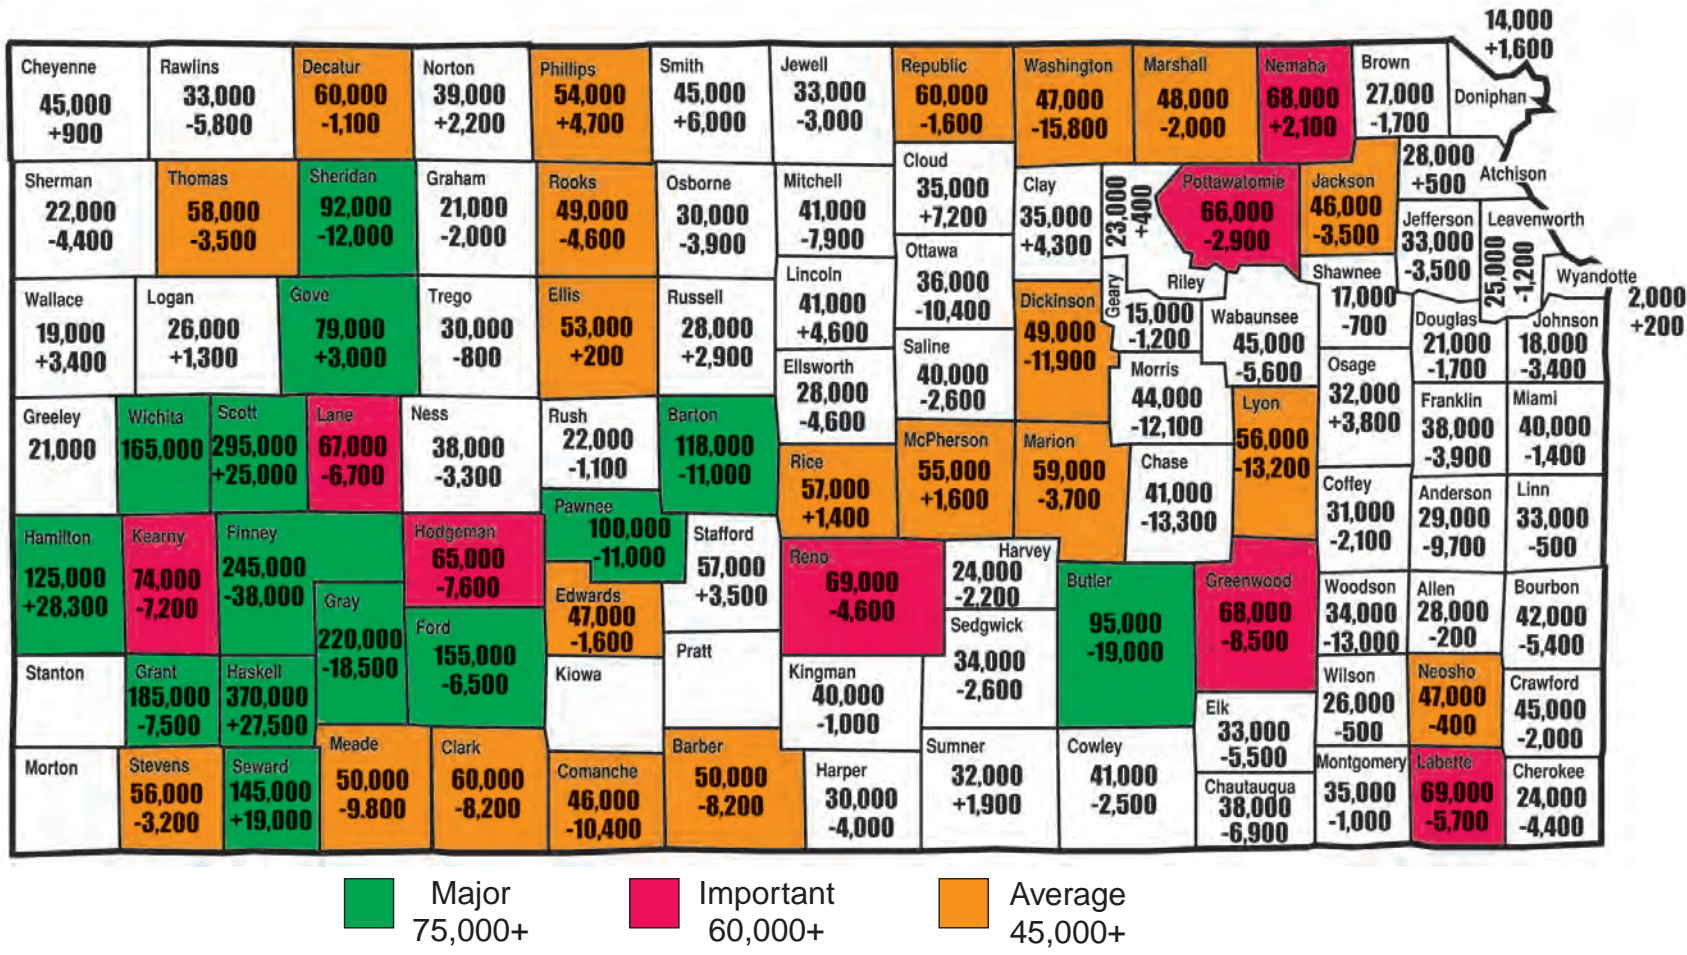 14,000
+1,600
Cheyenne
45,000
+900
Rawlins
33,000
-5,800
Decatur
60,000
-1,100
Norton
39,000
+2,200
Phillips
54,000
+4,700
Smith
45,000
+6,000
Jewell
33,000
-3,000
Republic
60,000
-1,600
Washington
47,000
-15,800
Marshall
48,000
-2,000
Nemaha
68,000
+2,100
Brown
27,000
-1,700
Doniphan
Sherman
22,000
-4,400
Thomas
58,000
-3,500
Sheridan
92,000
-12,000
Graham
21,000
-2,000
Rooks
49,000
-4,600
Osborne
30,000
-3,900
Mitchell
41,000
-7,900
Cloud
35,000
+7,200
Clay
35,000
+4,300
23,000
+400
Riley
Pottawatomie
66,000
-2,900
Jackson
46,000
-3,500
28,000
+500
Atchison
Jefferson
33,000
-3,500
Leavenworth
25,000
-1,200
Wyandotte
2,000
+200
Wallace
19,000
+3,400
Logan
26,000
+1,300
Gove
79,000
+3,000
Trego
30,000
-800
Ellis
53,000
+200
Russell
28,000
+2,900
Lincoln
41,000
+4,600
Ottawa
36,000
-10,400
Saline
40,000
-2,600
Dickinson
49,000
-11,900
Geary
15,000
-1,200
Wabaunsee
45,000
-5,600
Shawnee
17,000
-700
Douglas
21,000
-1,700
Johnson
18,000
-3,400
Ellsworth
28,000
-4,600
Morris
44,000
-12,100
Osage
32,000
+3,800
Franklin
38,000
-3,900
Miami
40,000
-1,400
Greeley
21,000
Wichita
165,000
Scott
295,000
+25,000
Lane
67,000
-6,700
Ness
38,000
-3,300
Rush
22,000
-1,100
Barton
118,000
-11,000
Rice
57,000
+1,400
McPherson
55,000
+1,600
Marion
59,000
-3,700
Chase
41,000
-13,300
Lyon
56,000
-13,200
Coffey
31,000
-2,100
Anderson
29,000
-9,700
Linn
33,000
-500
Hamilton
125,000
+28,300
Kearny
74,000
-7,200
Finney
245,000
-38,000
Gray
220,000
-18,500
Hodgeman
65,000
-7,600
Pawnee
100,000
-11,000
Stafford
57,000
+3,500
Edwards
47,000
-1,600
Ford
155,000
-6,500
Reno
69,000
-4,600
Harvey
24,000
-2,200
Sedgwick
34,000
-2,600
Butler
95,000
-19,000
Greenwood
68,000
-8,500
Woodson
34,000
-13,000
Allen
28,000
-200
Bourbon
42,000
-5,400
Stanton
Grant
185,000
-7,500
Haskell
370,000
+27,500
Kiowa
Pratt
Kingman
40,000
-1,000
Elk
33,000
-5,500
Wilson
26,000
-500
Neosho
47,000
-400
Crawford
45,000
-2,000
Morton
Stevens
56,000
-3,200
Seward
145,000
+19,000
Meade
50,000
-9.800
Clark
60,000
-8,200
Comanche
46,000
-10,400
Barber
50,000
-8,200
Harper
30,000
-4,000
Sumner
32,000
+1,900
Cowley
41,000
-2,500
Chautauqua
38,000
-6,900
Montgomery
35,000
-1,000
Labette
69,000
-5,700
Cherokee
24,000
-4,400
Major
75,000+
Important
60,000+
Average
45,000+